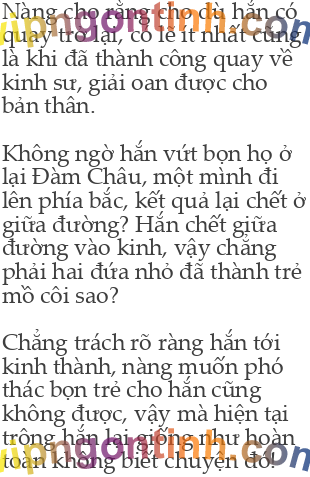 Nàng cho rằng cho dù hắn có
quay trở lại, có lẽ ít nhất cũng
là khi đã thành công quay về
kinh sư, giải oan được cho
bản thân.
Không ngờ hắn vứt bọn họ ở
lại Đàm Châu, một mình đi
lên phía bắc, kết quả lại chết ở
giữa đường? Hắn chết giữa
đường vào kinh, vậy chẳng
phải hai đứa nhỏ đã thành trẻ
mồ côi sao?
Chẳng trách rõ ràng hắn tới
kinh thành, nàng muốn phó
thác bọn trẻ cho hắn cũng
không được, vậy mà hiện tại
trông hắn lại giống như hoàn
toàn không biết chuyện đó!
vipngontinh.com
vipngontinh.com